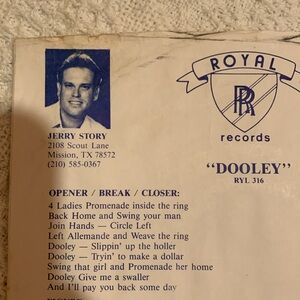 ROYAL
RR
records
JERRY STORY
2108 Scout Lane
Mission, TX 78572
(210) 585-0367
"DOOLEY"
RYL 316
OPENER / BREAK / CLOSER:
4 Ladies Promenade inside the ring
Back Home and Swing your man
Join Hands — Circle Left
Left Allemande and Weave the ring
Dooley — Slippin' up the holler
Dooley — Tryin' to make a dollar
Swing that girl and Promenade her home
Dooley Give me a swaller
And I'll pay you back some day